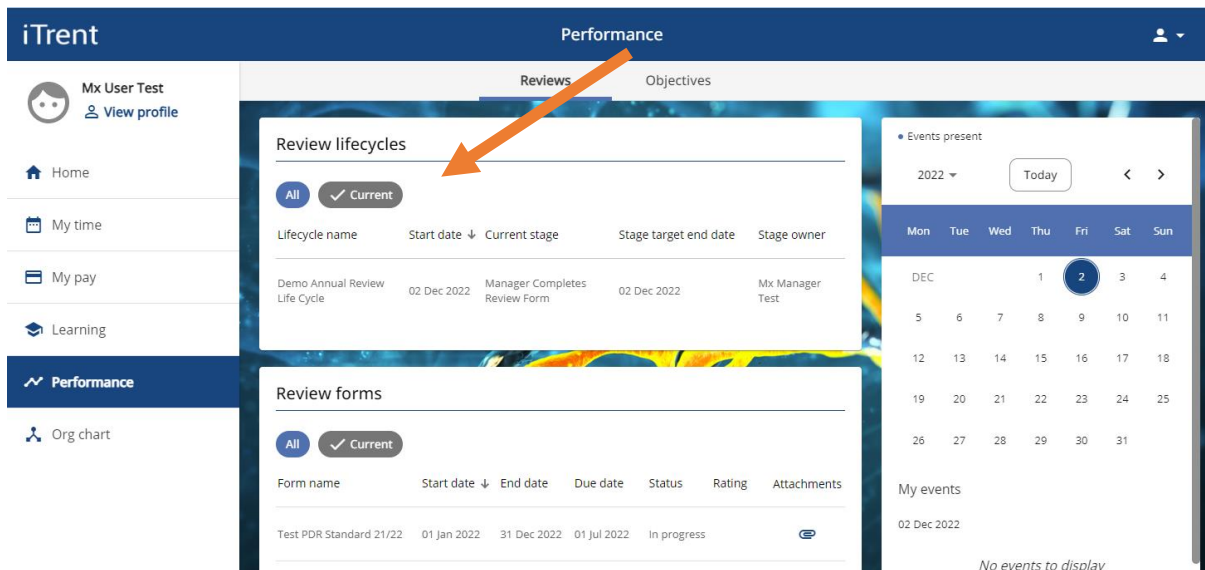 iTrent
Performance
Mx User Test
View profile
Home
My time
My pay
Learning
Performance
Org chart
Reviews Objectives
Review lifecycles
All Current
Lifecycle name Start date Current stage Stage target end date Stage owner
Demo Annual Review Life Cycle 02 Dec 2022 Manager Completes Review Form 02 Dec 2022 Mx Manager Test
Review forms
All Current
Form name Start date End date Due date Status Rating Attachments
Test PDR Standard 21/22 01 Jan 2022 31 Dec 2022 01 Jul 2022 In progress
Events present
2022 Today
Mon Tue Wed Thu Fri Sat Sun
DEC 1 2 3 4
5 6 7 8 9 10 11
12 13 14 15 16 17 18
19 20 21 22 23 24 25
26 27 28 29 30 31
My events
02 Dec 2022
No events to display